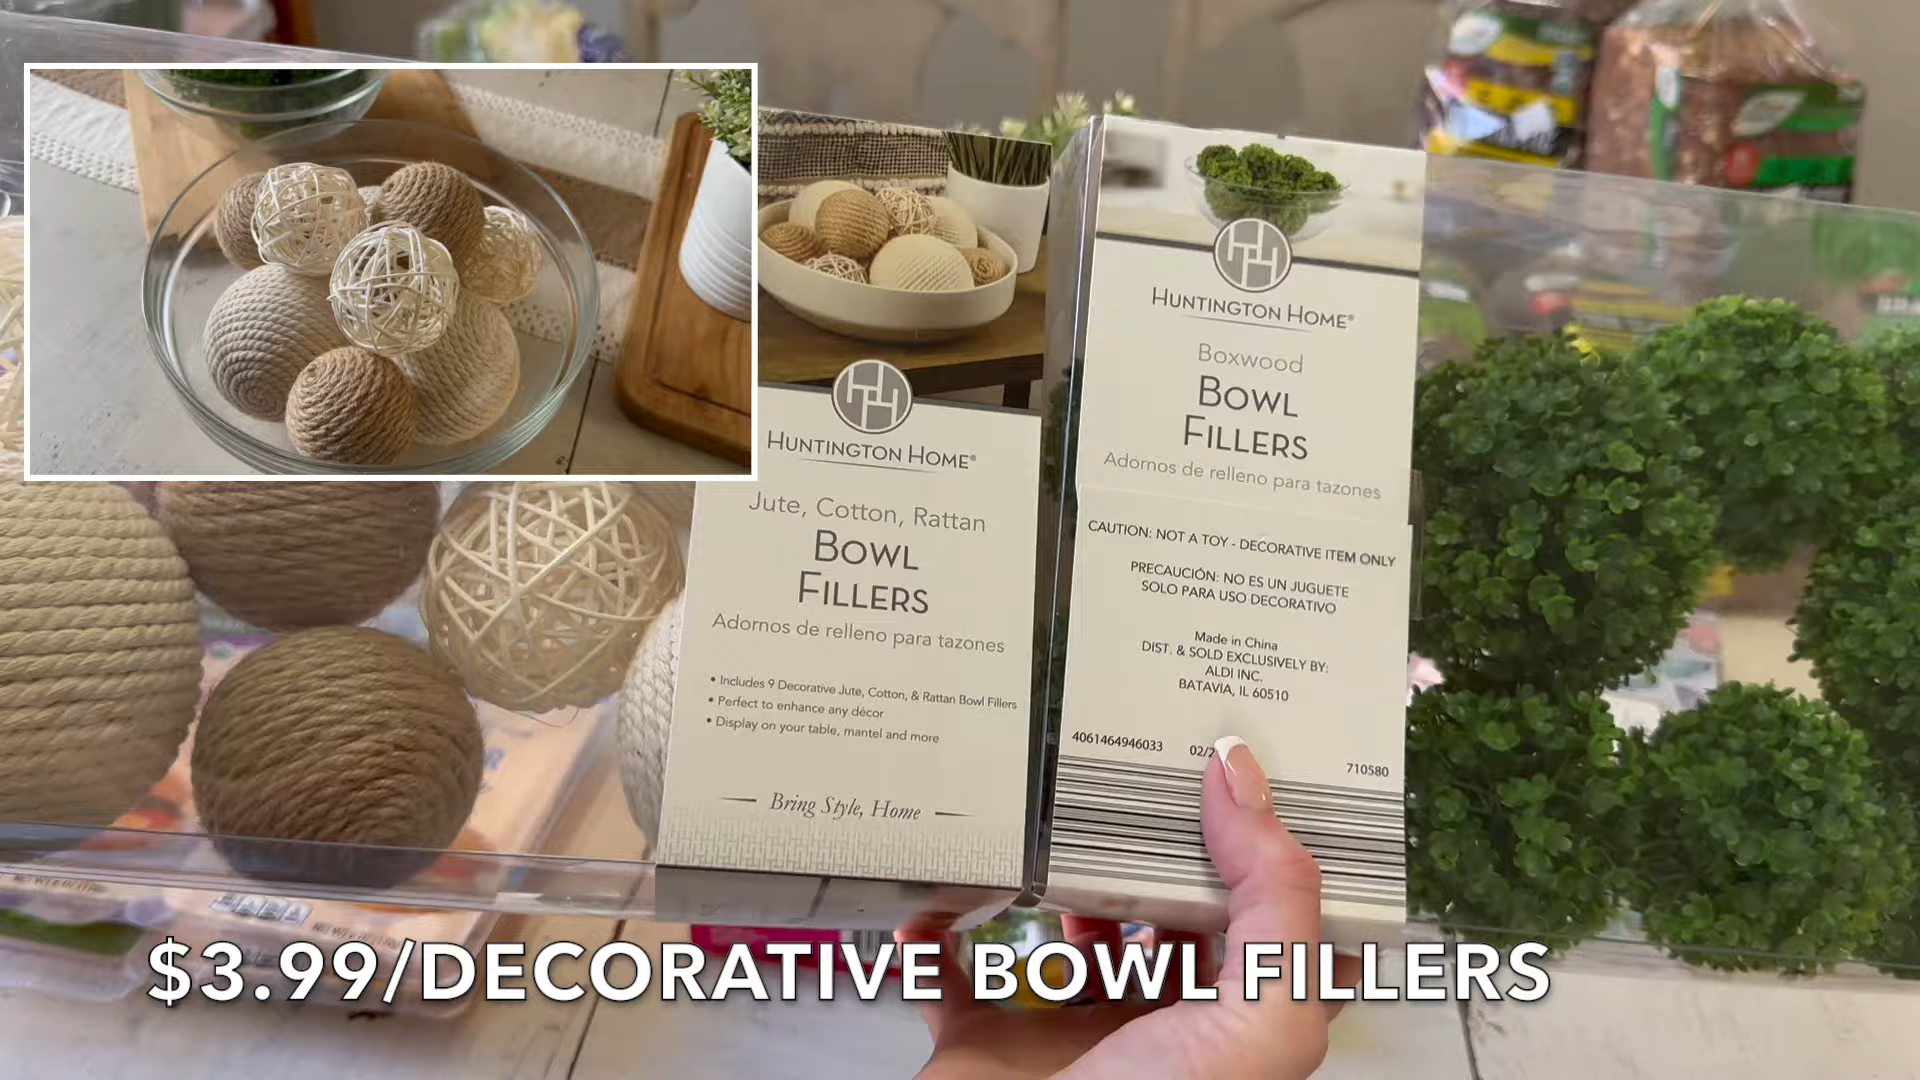 HUNTINGTON HOME®
Jute, Cotton, Rattan
BOWL
FILLERS
Adornos de relleno para tazones
• Includes 9 Decorative Jute, Cotton, & Rattan Bowl Fillers
• Perfect to enhance any décor
• Display on your table, mantel and more
Bring Style, Home
HUNTINGTON HOME®
Boxwood
BOWL
FILLERS
Adornos de relleno para tazones
CAUTION: NOT A TOY - DECORATIVE ITEM ONLY
PRECAUCIÓN: NO ES UN JUGUETE
SOLO PARA USO DECORATIVO
Made in China
DIST. & SOLD EXCLUSIVELY BY:
ALDI INC.
BATAVIA, IL 60510
4061464946033 02/2 710580
$3.99/DECORATIVE BOWL FILLERS